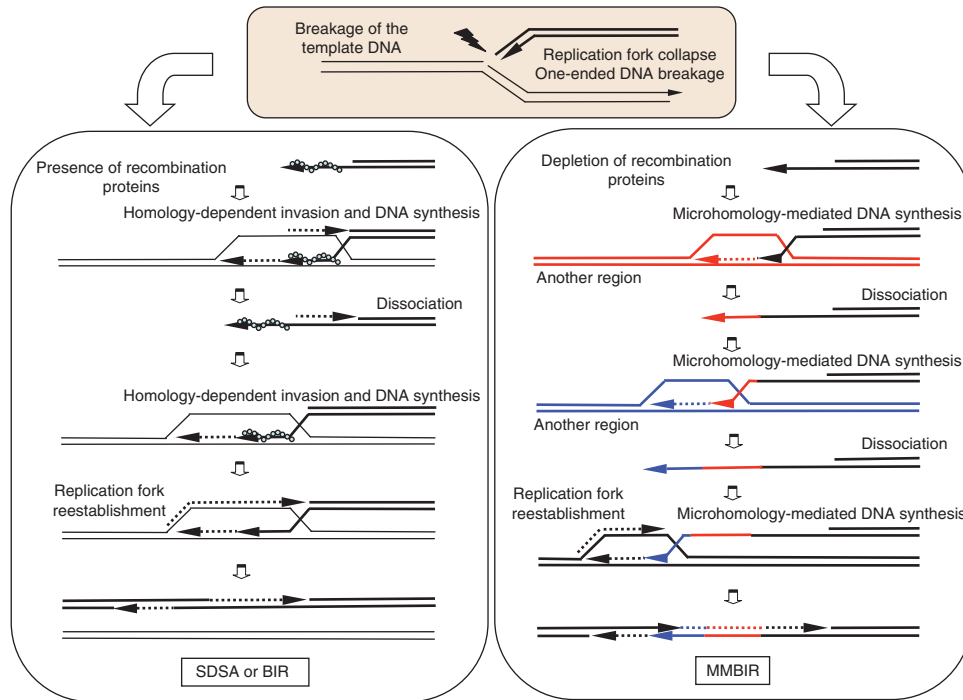 Breakage of the
template DNA
Replication fork collapse
One-ended DNA breakage
Presence of recombination
proteins
Homology-dependent invasion and DNA synthesis
Dissociation
Homology-dependent invasion and DNA synthesis
Replication fork
reestablishment
SDSA or BIR
Depletion of recombination
proteins
Microhomology-mediated DNA synthesis
Another region
Dissociation
Microhomology-mediated DNA synthesis
Another region
Dissociation
Replication fork
reestablishment
Microhomology-mediated DNA synthesis
MMBIR